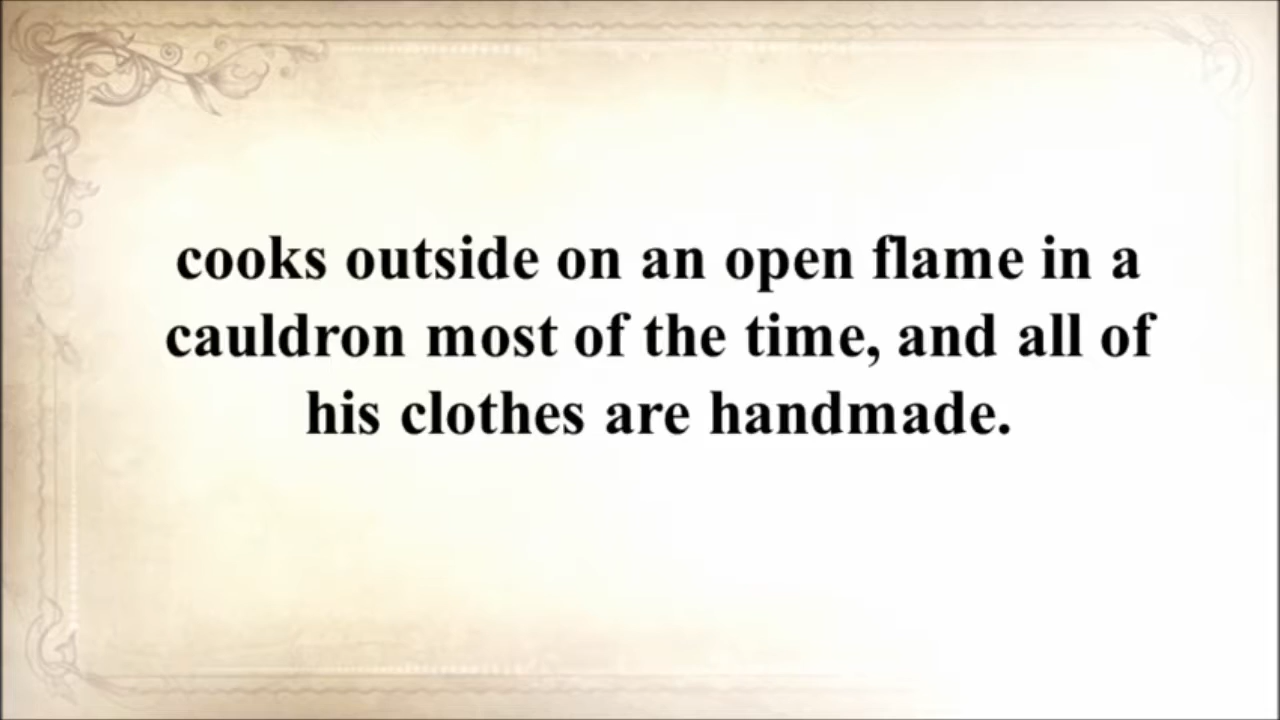 cooks outside on an open flame in a
cauldron most of the time, and all of
his clothes are handmade.